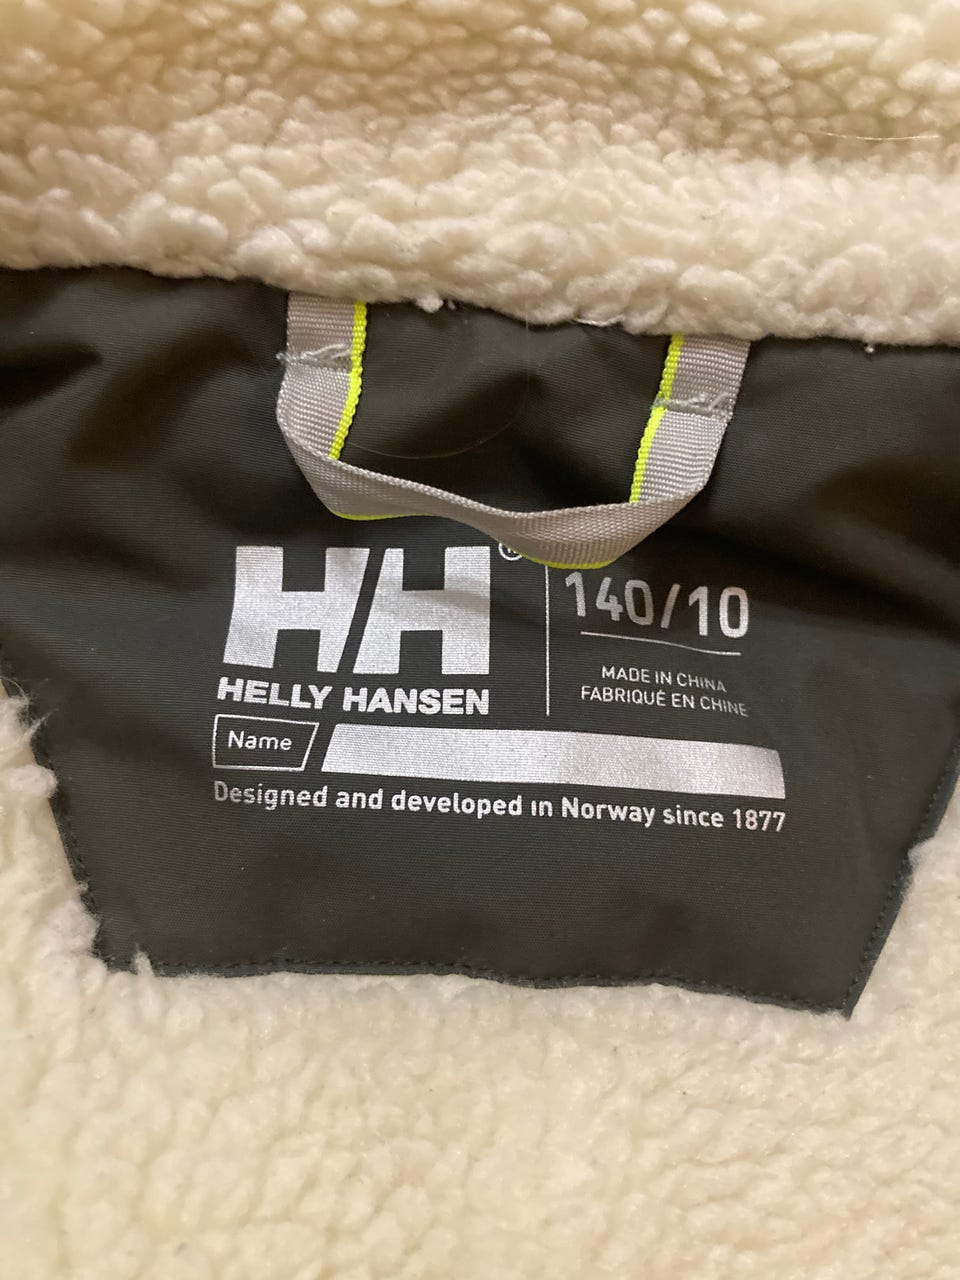 HH®
HELLY HANSEN
140/10
MADE IN CHINA
FABRIQUÉ EN CHINE
Name
Designed and developed in Norway since 1877